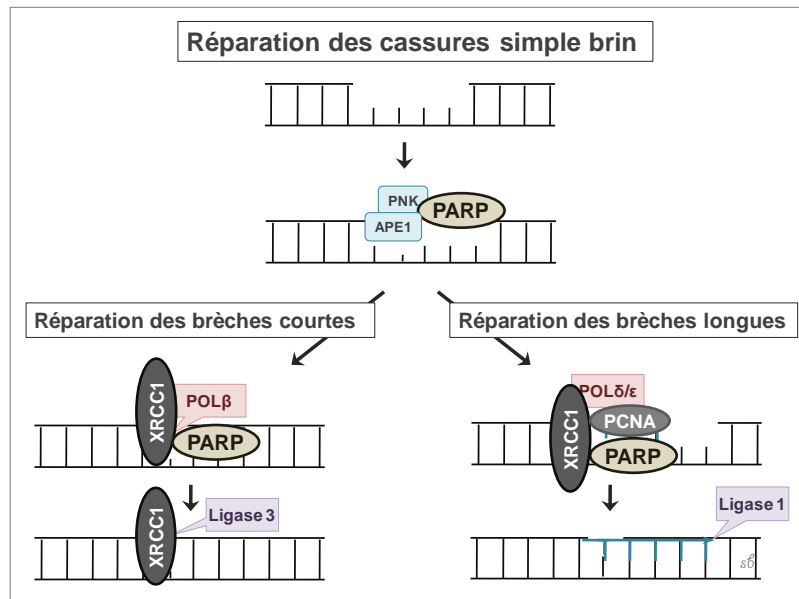 Réparation des cassures simple brin
PNK
PARP
APE1
Réparation des brèches courtes
Réparation des brèches longues
XRCC1
POLβ
PARP
XRCC1
POLδ/ε
PCNA
PARP
XRCC1
Ligase 3
Ligase 1
sb